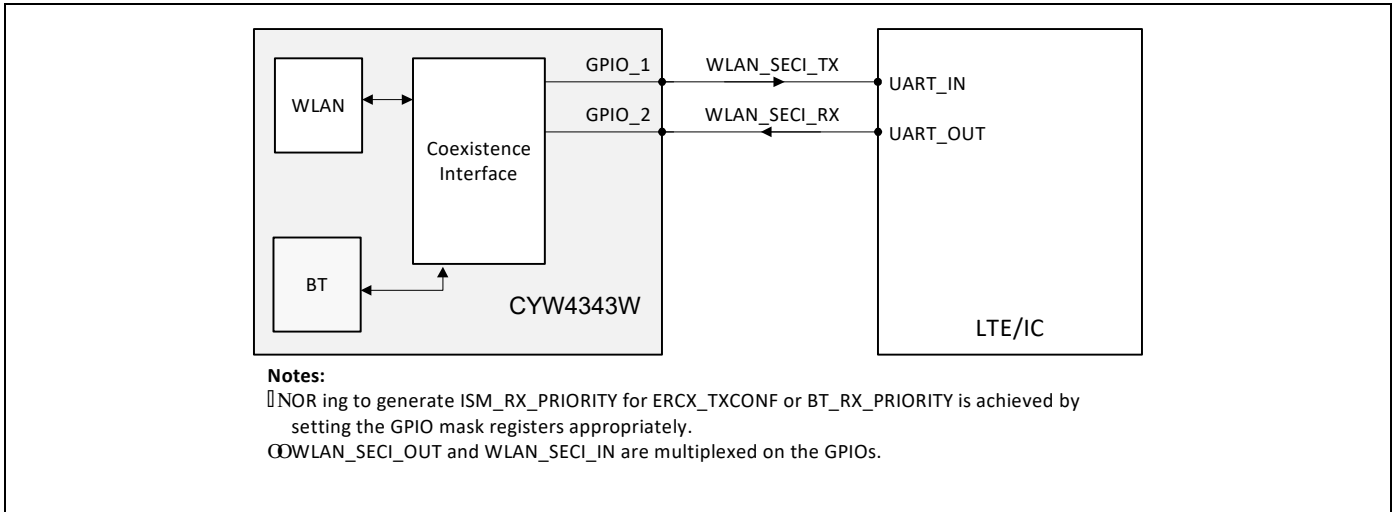 GPIO_1 WLAN_SECI_TX
UART_IN
WLAN
GPIO_2 WLAN_SECI_RX
UART_OUT
Coexistence
Interface
BT
CYW4343W
LTE/IC
Notes:
NOR ing to generate ISM_RX_PRIORITY for ERCX_TXCONF or BT_RX_PRIORITY is achieved by
setting the GPIO mask registers appropriately.
WLAN_SECI_OUT and WLAN_SECI_IN are multiplexed on the GPIOs.